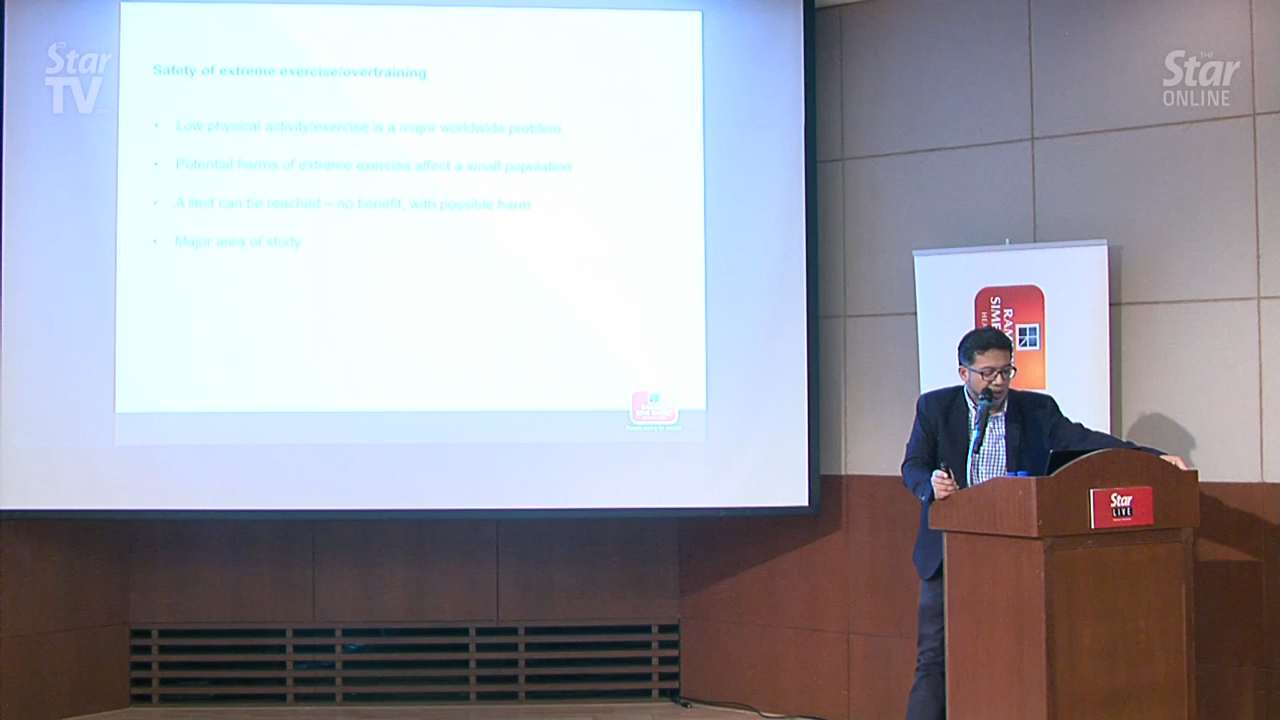 Star
TV
THE
Star
ONLINE
Safety of extreme exercise/overtraining
• Low physical activity/exercise is a major worldwide problem
• Potential harms of extreme exercise affect a small population
• A limit can be reached – no benefit, with possible harm
• Major area of study
Star
LIVE